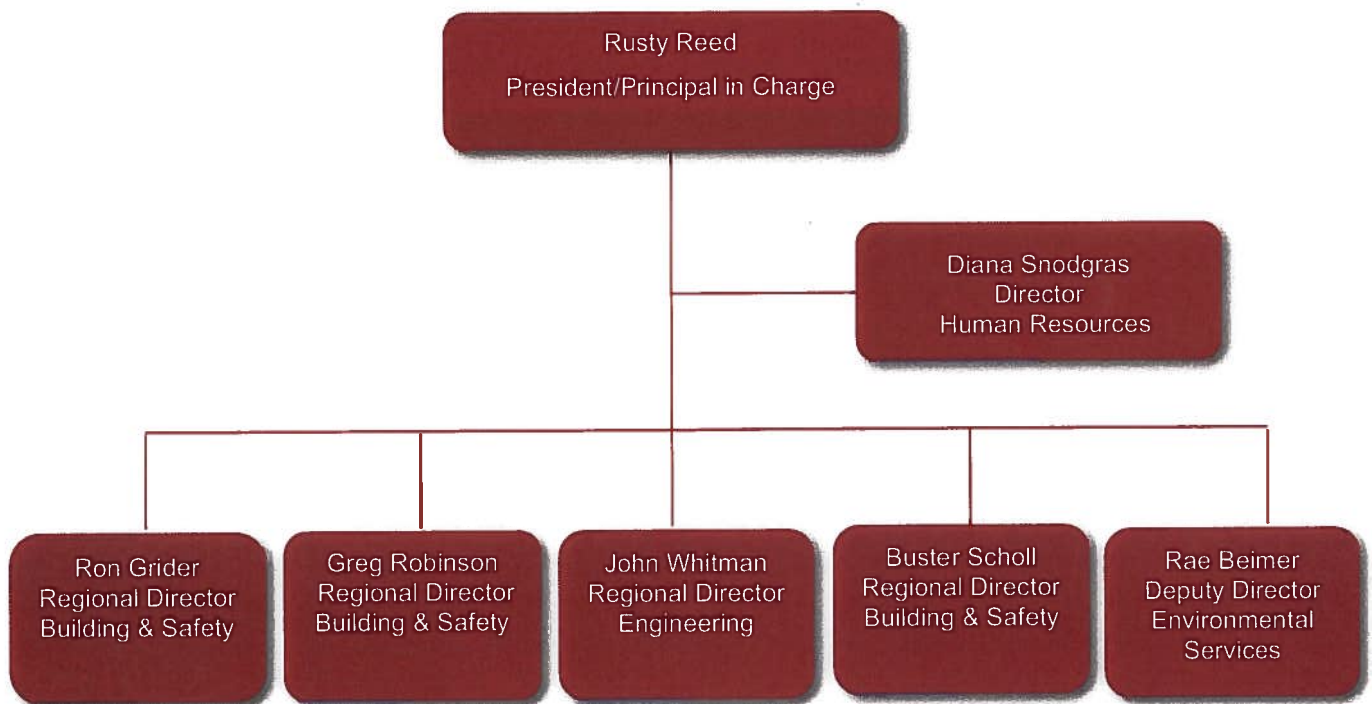 Rusty Reed
President/Principal in Charge
Diana Snodgras
Director
Human Resources
Ron Grider
Regional Director
Building & Safety
Greg Robinson
Regional Director
Building & Safety
John Whitman
Regional Director
Engineering
Buster Scholl
Regional Director
Building & Safety
Rae Beimer
Deputy Director
Environmental
Services